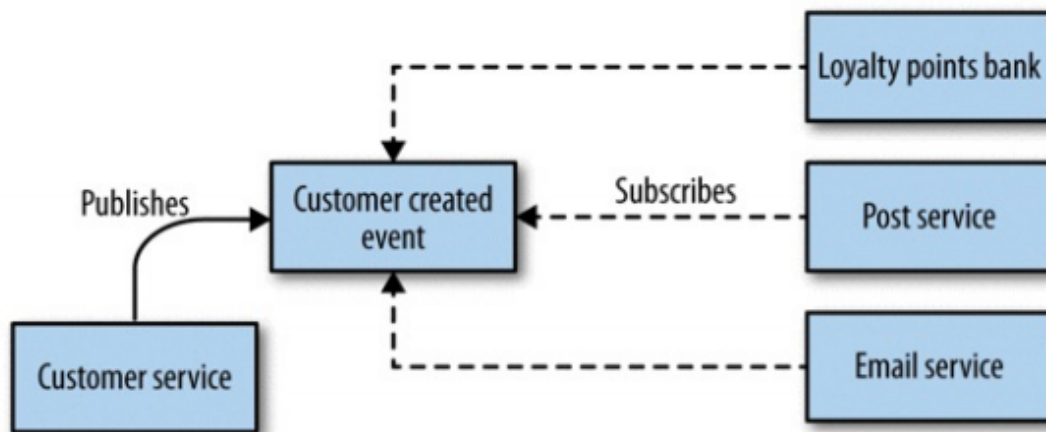 Loyalty points bank
Publishes
Customer created
event
Subscribes
Post service
Customer service
Email service